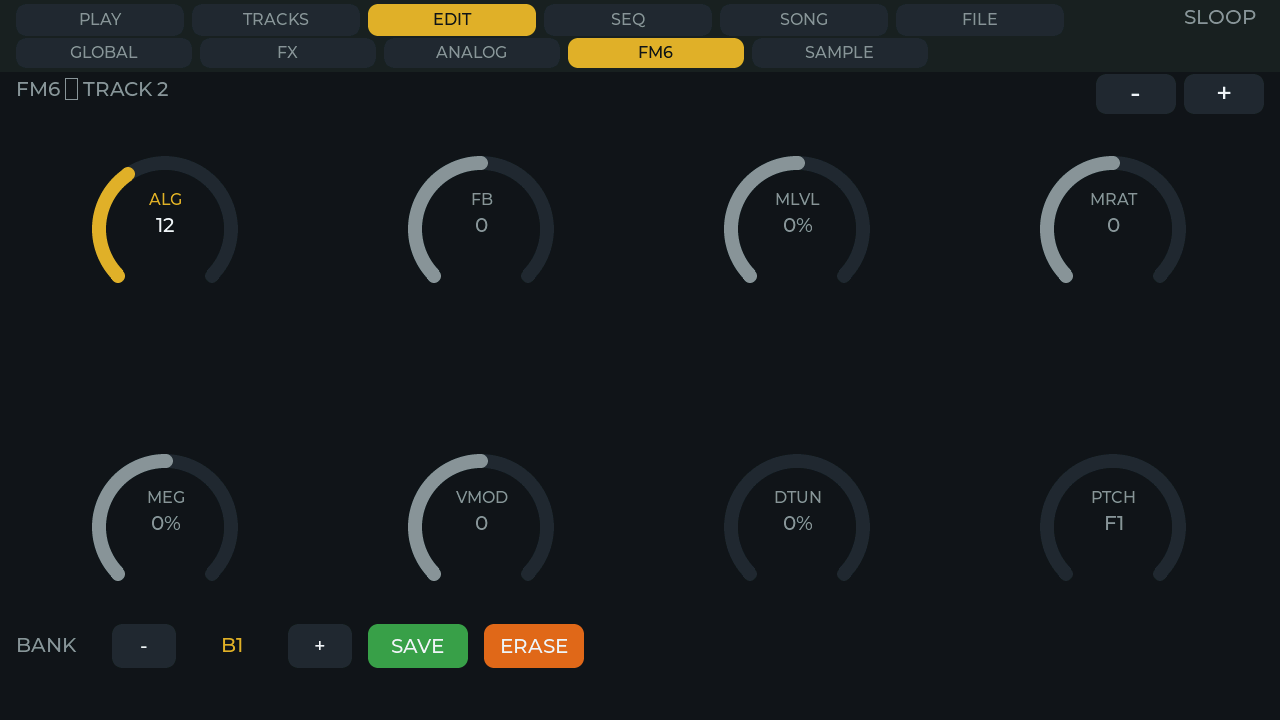 PLAY TRACKS EDIT SEQ SONG FILE SLOOP
GLOBAL FX ANALOG FM6 SAMPLE
FM6 TRACK 2 - +
ALG FB MLVL MRAT
12 0 0% 0
MEG VMOD DTUN PTCH
0% 0 0% F1
BANK - B1 + SAVE ERASE